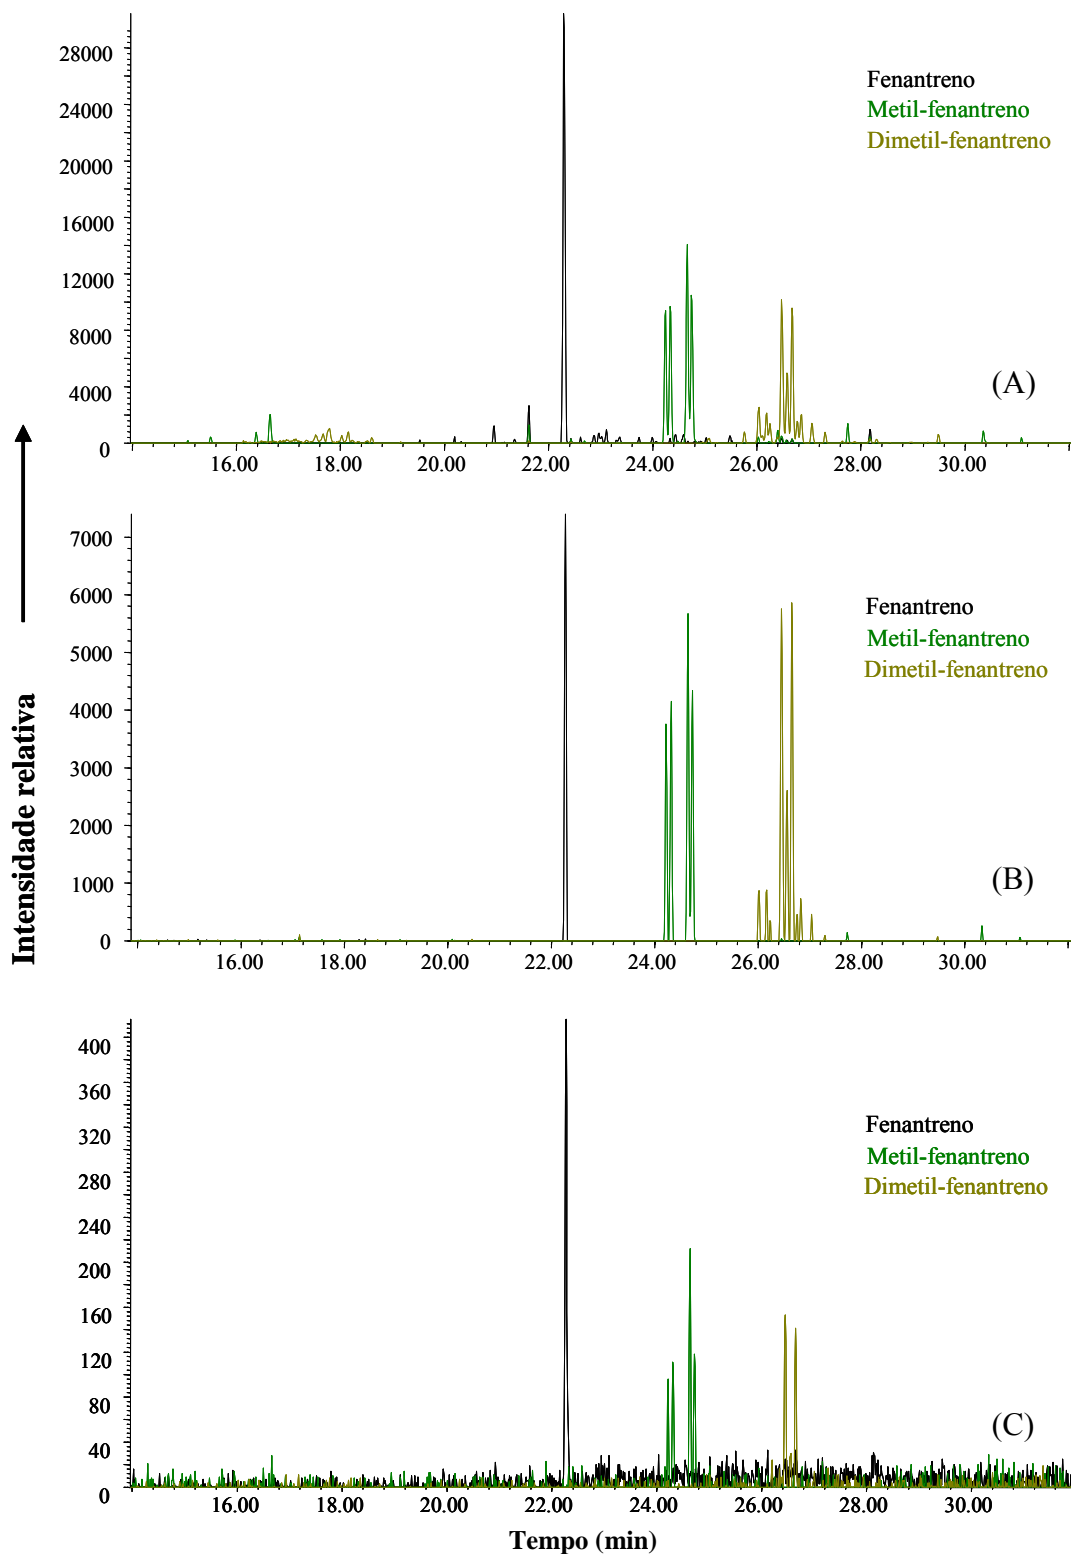 28000
24000
20000
16000
12000
8000
4000
0
Fenantreno
Metil-fenantreno
Dimetil-fenantreno
(A)
16.00 18.00 20.00 22.00 24.00 26.00 28.00 30.00
7000
6000
5000
4000
3000
2000
1000
0
Fenantreno
Metil-fenantreno
Dimetil-fenantreno
(B)
16.00 18.00 20.00 22.00 24.00 26.00 28.00 30.00
Intensidade relativa
400
360
320
280
240
200
160
120
80
40
0
Fenantreno
Metil-fenantreno
Dimetil-fenantreno
(C)
16.00 18.00 20.00 22.00 24.00 26.00 28.00 30.00
Tempo (min)